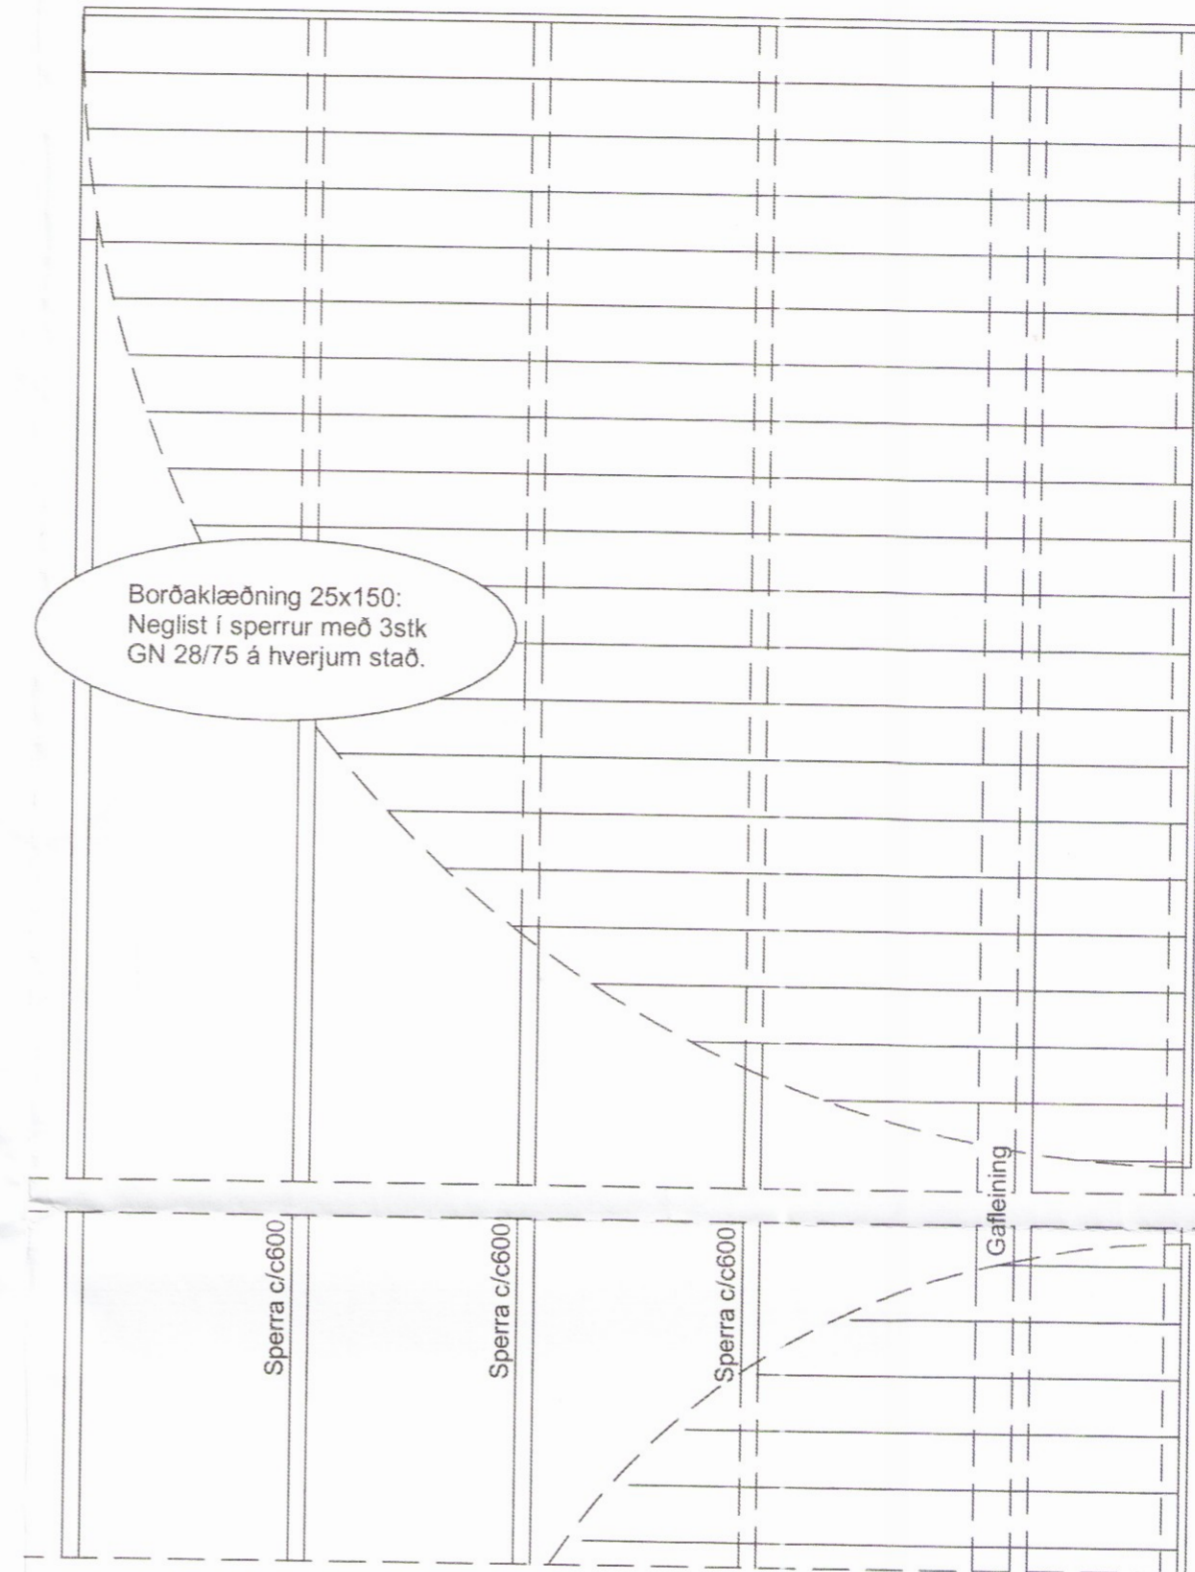 Borðaklæðning 25x150:
Neglist í sperrur með 3stk
GN 28/75 á hverjum stað.
Sperra c/c600
Sperra c/c600
Sperra c/c600
Gafleining